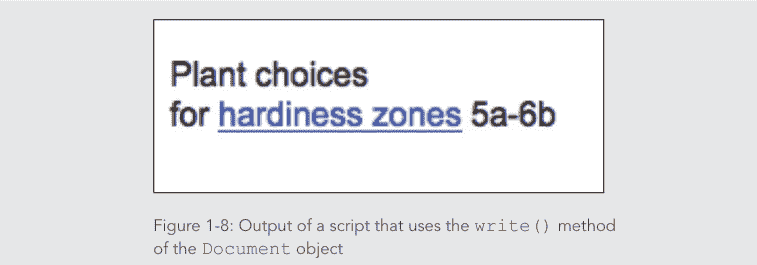 Plant choices
for hardiness zones 5a-6b
Figure 1-8: Output of a script that uses the write() method
of the Document object